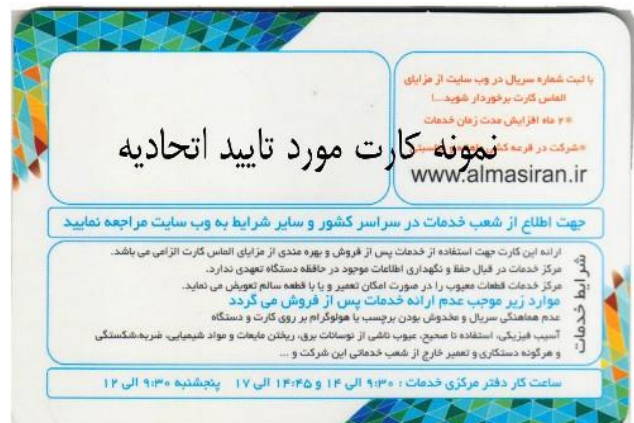 با ثبت شماره سریال در وب سایت از مزایای
الماس کارت برخوردار شوید...!
*۲ ماه افزایش مدت زمان خدمات
*شرکت در قرعه کشی
نمونه کارت مورد تایید اتحادیه
www.almasiran.ir
جهت اطلاع از شعب خدمات در سراسر کشور و سایر شرایط به وب سایت مراجعه نمایید
شرایط خدمات
ارائه این کارت جهت استفاده از خدمات پس از فروش و بهره مندی از مزایای الماس کارت الزامی می باشد.
مرکز خدمات در قبال حفظ و نگهداری اطلاعات موجود در حافظه دستگاه تعهدی ندارد.
مرکز خدمات قطعات معیوب را در صورت امکان تعمیر و یا با قطعه سالم تعویض می نماید.
موارد زیر موجب عدم ارائه خدمات پس از فروش می گردد
عدم هماهنگی سریال و مخدوش بودن برچسب یا هولوگرام بر روی کارت و دستگاه
آسیب فیزیکی، استفاده نا صحیح، عیوب ناشی از نوسانات برق، ریختن مایعات و مواد شیمیایی، ضربه،شکستگی
و هرگونه دستکاری و تعمیر خارج از شعب خدماتی این شرکت و ...
ساعت کار دفتر مرکزی خدمات : ۹:۳۰ الی ۱۴ و ۱۴:۴۵ الی ۱۷ پنجشنبه ۹:۳۰ الی ۱۲